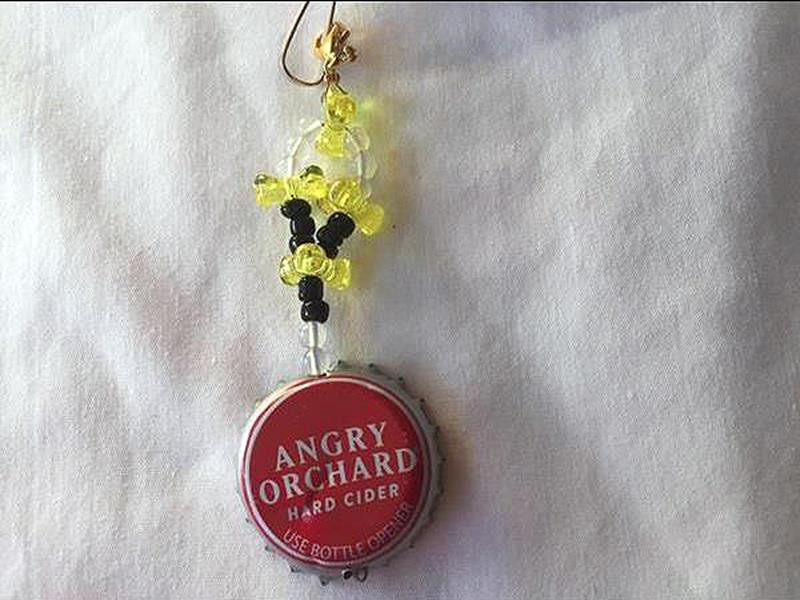 ANGRY
ORCHARD
HARD CIDER
USE BOTTLE OPENER